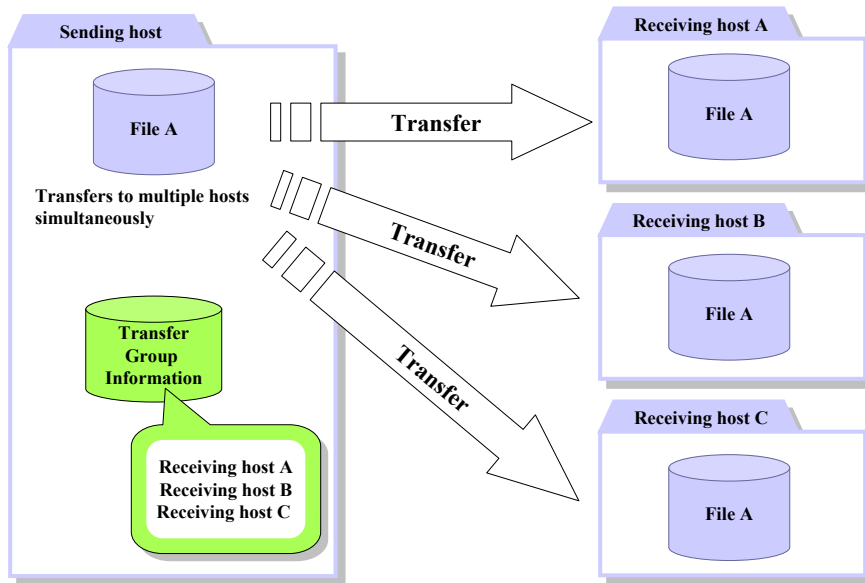 Sending host
File A
Transfers to multiple hosts
simultaneously
Transfer
Group
Information
Receiving host A
Receiving host B
Receiving host C
Transfer
Transfer
Transfer
Receiving host A
File A
Receiving host B
File A
Receiving host C
File A